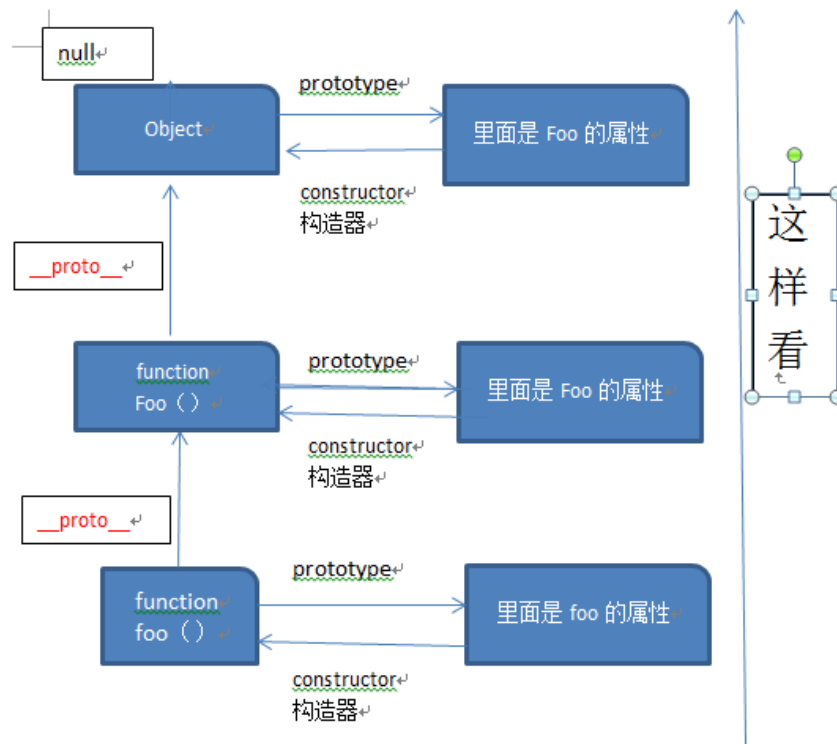 null
prototype
Object
里面是 Foo 的属性
constructor
构造器
__proto__
function
Foo（）
prototype
里面是 Foo 的属性
constructor
构造器
__proto__
function
foo（）
prototype
里面是 foo 的属性
constructor
构造器
这
样
看